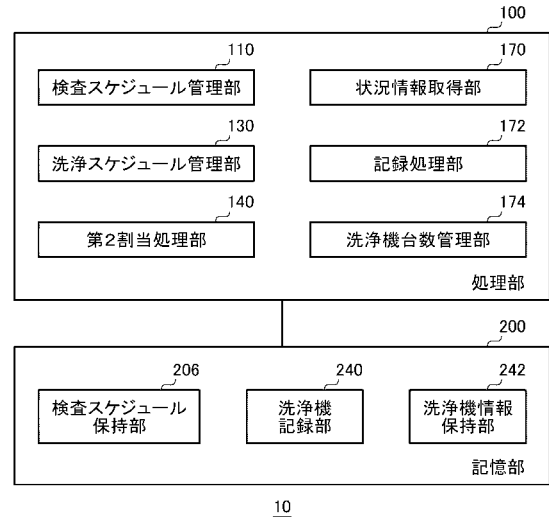 100
110
検査スケジュール管理部
170
状況情報取得部
130
洗浄スケジュール管理部
172
記録処理部
140
第2割当処理部
174
洗浄機台数管理部
処理部
200
206
検査スケジュール
保持部
240
洗浄機
記録部
242
洗浄機情報
保持部
記憶部
10